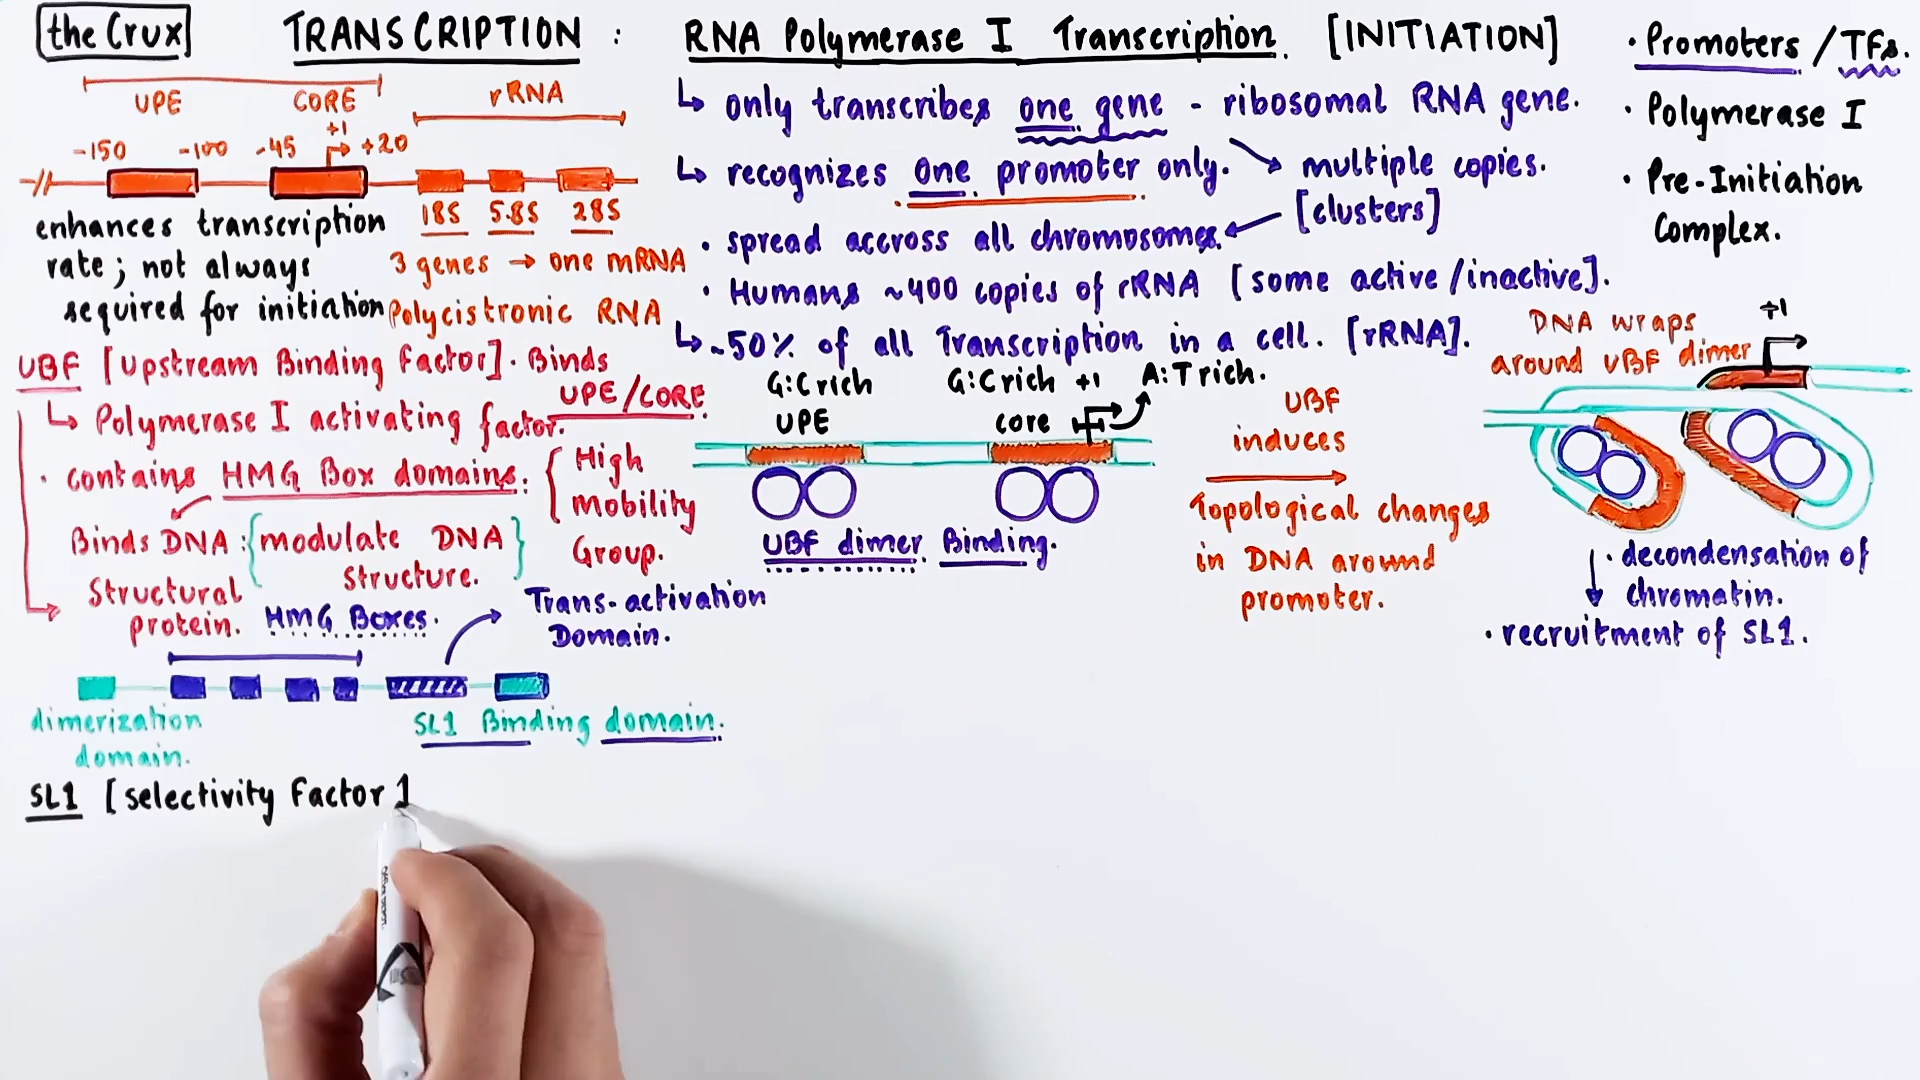 the Crux
TRANSCRIPTION : RNA Polymerase I Transcription. [INITIATION]
UPE CORE rRNA
+1
-150 -100 -45 +20
18S 5.8S 28S
enhances transcription
rate; not always
required for initiation
3 genes → one mRNA
Polycistronic RNA
↳ only transcribes one gene - ribosomal RNA gene.
↳ recognizes one promoter only.
multiple copies.
[clusters]
· spread accross all chromosomes.
· Humans ~400 copies of rRNA [some active/inactive].
↳ ~50% of all Transcription in a cell. [rRNA].
· Promoters / TFs.
· Polymerase I
· Pre-Initiation
Complex.
UBF [Upstream Binding Factor]. Binds
UPE/CORE.
↳ Polymerase I activating factor.
· contains HMG Box domains:
High
mobility
Group.
Binds DNA: {modulate DNA
structure.}
Structural
protein.
HMG Boxes.
Trans-activation
Domain.
dimerization
domain.
SL1 Binding domain.
SL1 [selectivity Factor 1
G:C rich
UPE
G:C rich +1
core
A:T rich.
UBF dimer Binding.
UBF
induces
Topological changes
in DNA around
promoter.
DNA wraps
around UBF dimer
+1
· decondensation of
chromatin.
· recruitment of SL1.